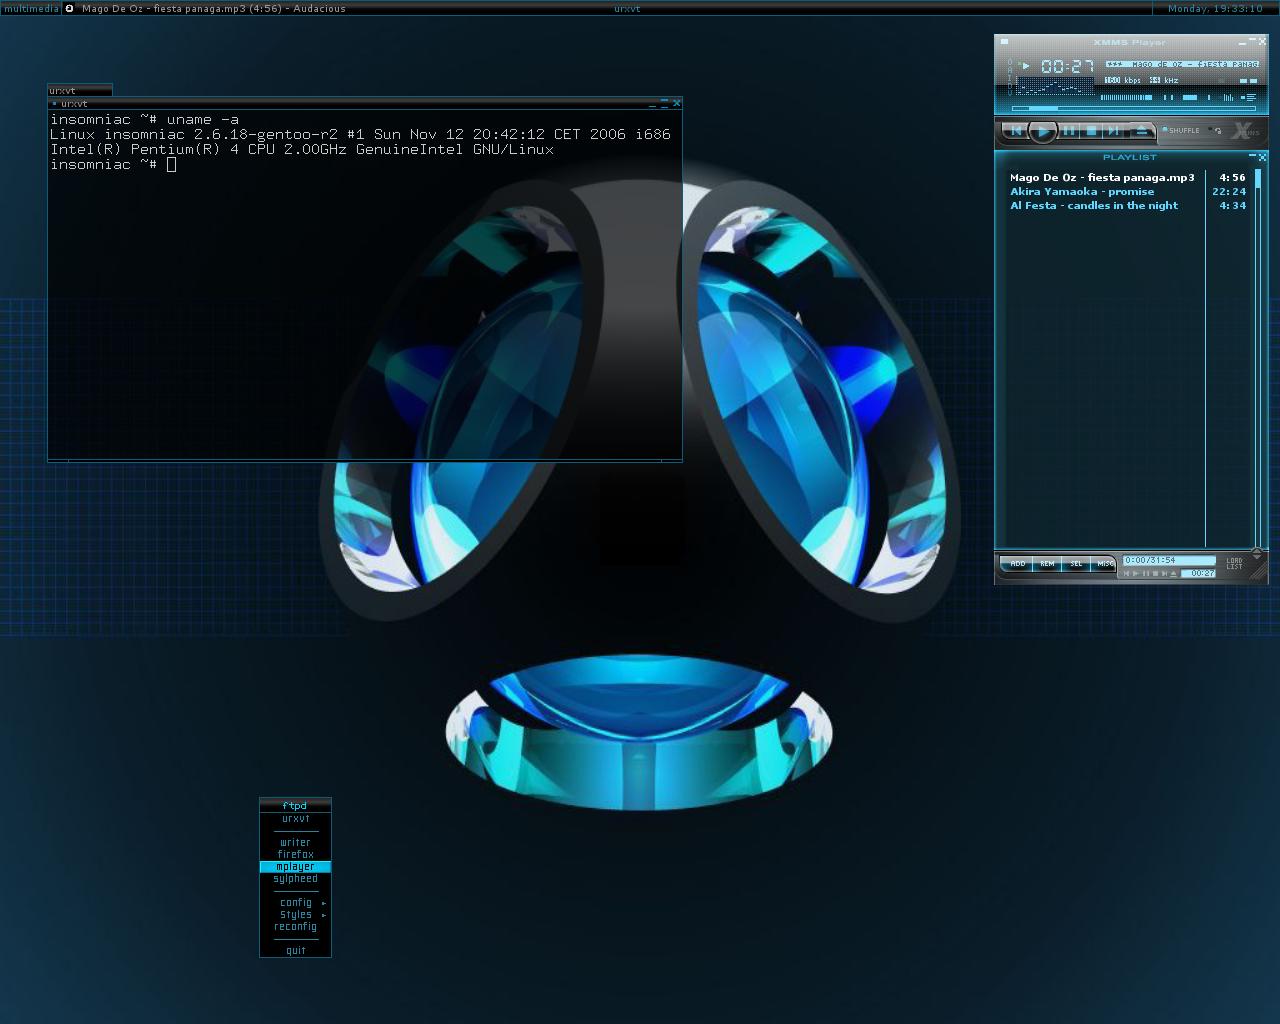 multimedia
Mago De Oz - fiesta panaga.mp3 (4:56) - Audacious
urxvt
Monday, 19:33:10
urxvt
urxvt
insomniac ~# uname -a
Linux insomniac 2.6.18-gentoo-r2 #1 Sun Nov 12 20:42:12 CET 2006 i686
Intel(R) Pentium(R) 4 CPU 2.00GHz GenuineIntel GNU/Linux
insomniac ~#
XMMS Player
00:27
*** MAGO DE OZ - FIESTA PANAG
160 kbps 44 kHz
SHUFFLE
PLAYLIST
Mago De Oz - fiesta panaga.mp3 4:56
Akira Yamaoka - promise 22:24
Al Festa - candles in the night 4:34
ADD REM SEL MISC
0:00/31:54
00:27
LOAD
LIST
ftpd
urxvt
writer
firefox
mplayer
sylpheed
config
Styles
reconfig
quit